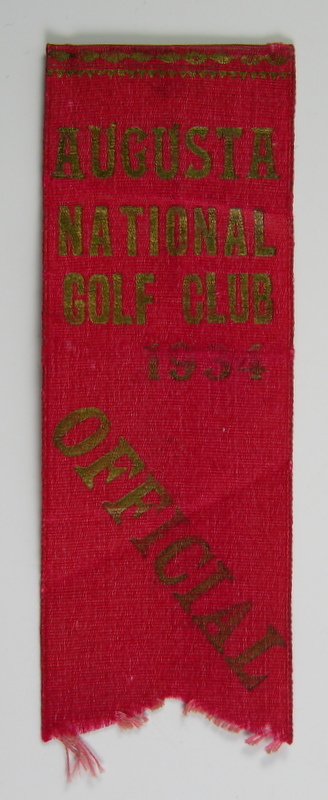 AUGUSTA
NATIONAL
GOLF CLUB
1934
OFFICIAL